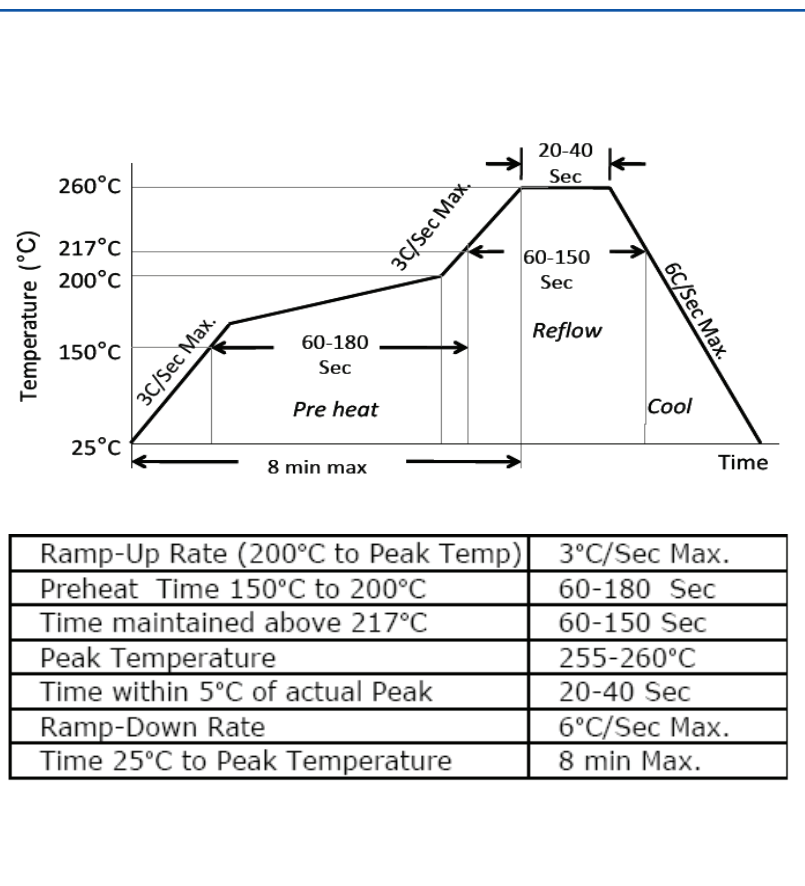 20-40
Sec
260°C
3C/Sec Max.
217°C
60-150
Sec
200°C
6C/Sec Max.
Temperature (°C)
Reflow
3C/Sec Max.
60-180
Sec
150°C
Pre heat
Cool
25°C
8 min max
Time
Ramp-Up Rate (200°C to Peak Temp) 3°C/Sec Max.
Preheat Time 150°C to 200°C 60-180 Sec
Time maintained above 217°C 60-150 Sec
Peak Temperature 255-260°C
Time within 5°C of actual Peak 20-40 Sec
Ramp-Down Rate 6°C/Sec Max.
Time 25°C to Peak Temperature 8 min Max.